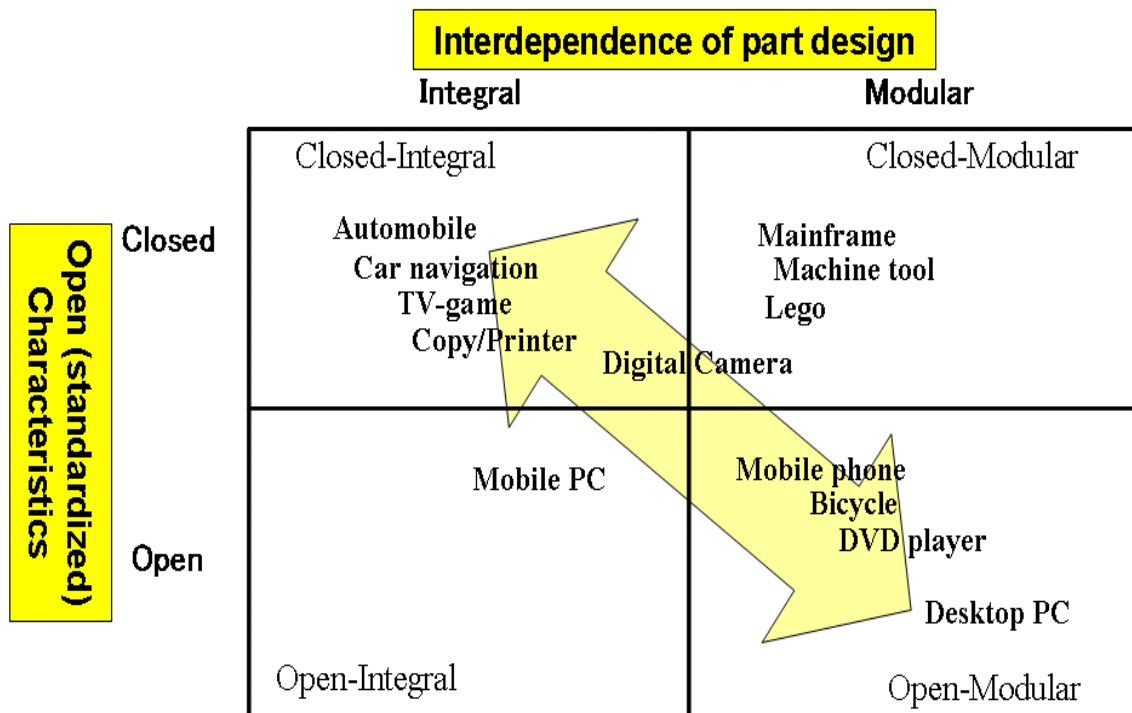 Interdependence of part design
Integral
Modular
Closed-Integral
Closed-Modular
Open (standardized)
Characteristics
Closed
Automobile
Car navigation
TV-game
Copy/Printer
Mainframe
Machine tool
Lego
Digital Camera
Open
Mobile PC
Mobile phone
Bicycle
DVD player
Desktop PC
Open-Integral
Open-Modular